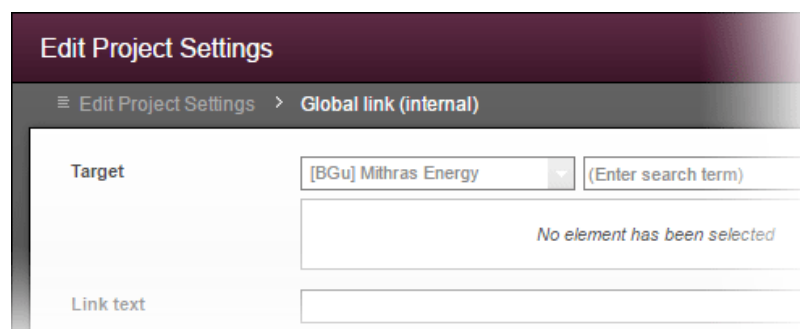 Edit Project Settings
Edit Project Settings > Global link (internal)
Target [BGu] Mithras Energy (Enter search term)
No element has been selected
Link text